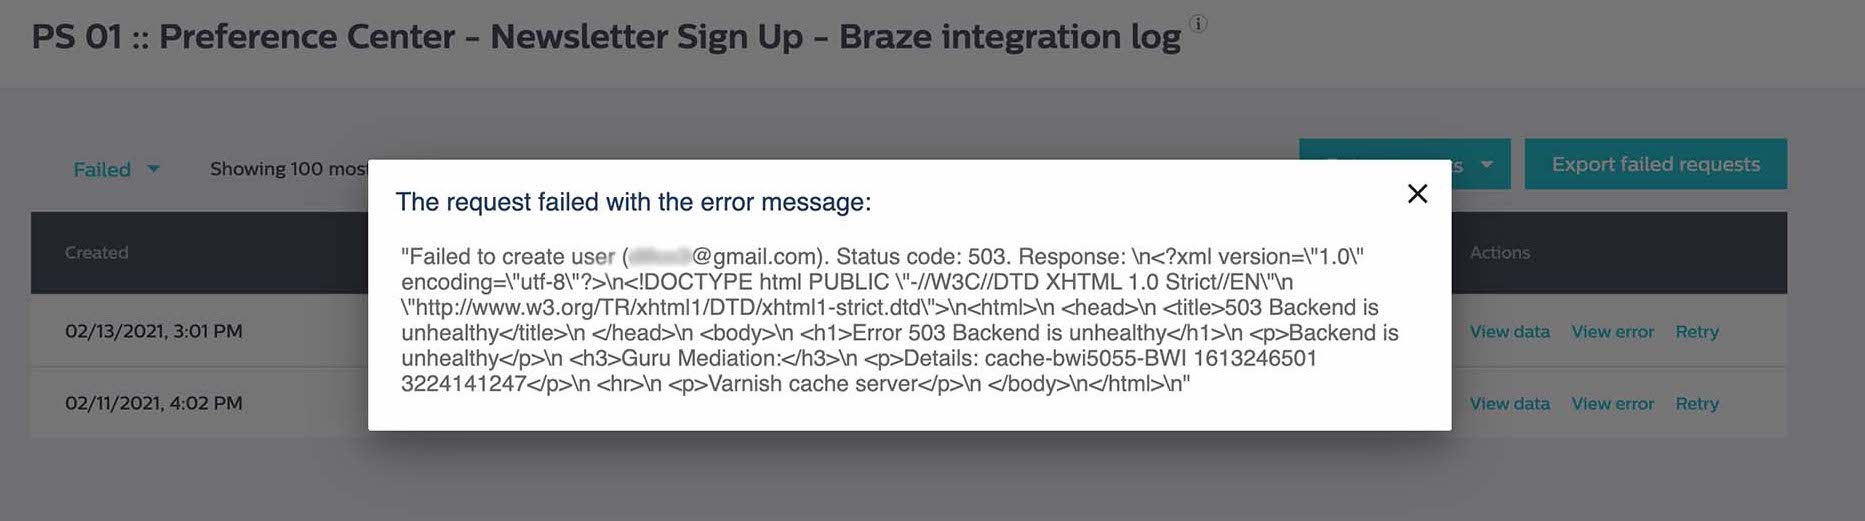 PS 01 :: Preference Center - Newsletter Sign Up - Braze integration log i
Failed Showing 100 mos s Export failed requests
The request failed with the error message:
Created Actions
"Failed to create user ( @gmail.com). Status code: 503. Response: \n<?xml version=\"1.0\"
encoding=\"utf-8\"?>\n<!DOCTYPE html PUBLIC \"-//W3C//DTD XHTML 1.0 Strict//EN\"\n
\"http://www.w3.org/TR/xhtml1/DTD/xhtml1-strict.dtd\">\n<html>\n <head>\n <title>503 Backend is
unhealthy</title>\n </head>\n <body>\n <h1>Error 503 Backend is unhealthy</h1>\n <p>Backend is
unhealthy</p>\n <h3>Guru Mediation:</h3>\n <p>Details: cache-bwi5055-BWI 1613246501
3224141247</p>\n <hr>\n <p>Varnish cache server</p>\n </body>\n</html>\n"
02/13/2021, 3:01 PM View data View error Retry
02/11/2021, 4:02 PM View data View error Retry